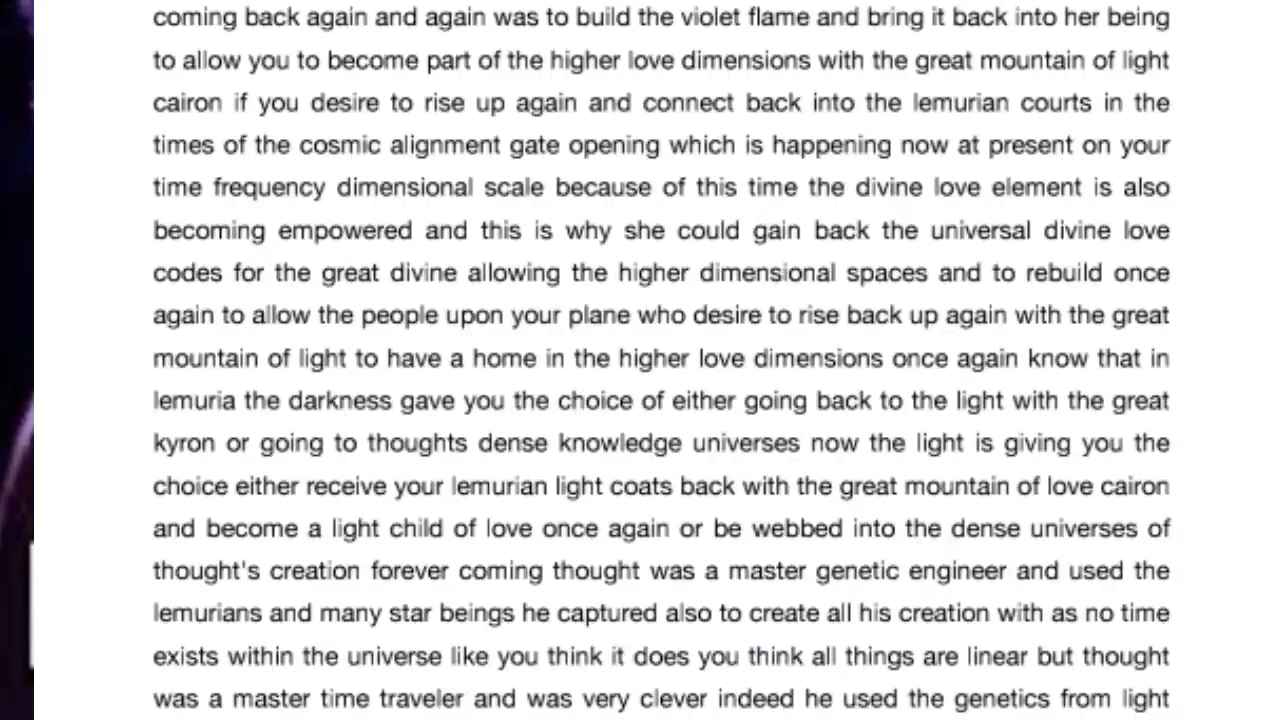 coming back again and again was to build the violet flame and bring it back into her being
to allow you to become part of the higher love dimensions with the great mountain of light
cairon if you desire to rise up again and connect back into the lemurian courts in the
times of the cosmic alignment gate opening which is happening now at present on your
time frequency dimensional scale because of this time the divine love element is also
becoming empowered and this is why she could gain back the universal divine love
codes for the great divine allowing the higher dimensional spaces and to rebuild once
again to allow the people upon your plane who desire to rise back up again with the great
mountain of light to have a home in the higher love dimensions once again know that in
lemuria the darkness gave you the choice of either going back to the light with the great
kyron or going to thoughts dense knowledge universes now the light is giving you the
choice either receive your lemurian light coats back with the great mountain of love cairon
and become a light child of love once again or be webbed into the dense universes of
thought's creation forever coming thought was a master genetic engineer and used the
lemurians and many star beings he captured also to create all his creation with as no time
exists within the universe like you think it does you think all things are linear but thought
was a master time traveler and was very clever indeed he used the genetics from light